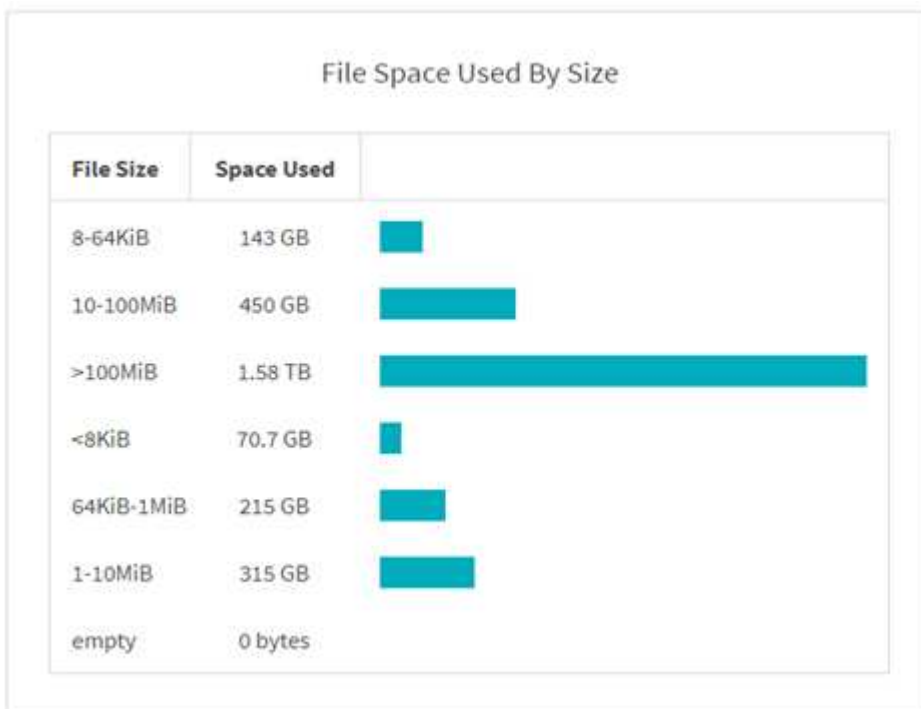 File Space Used By Size
File Size Space Used
8-64KiB 143 GB
10-100MiB 450 GB
>100MiB 1.58 TB
<8KiB 70.7 GB
64KiB-1MiB 215 GB
1-10MiB 315 GB
empty 0 bytes